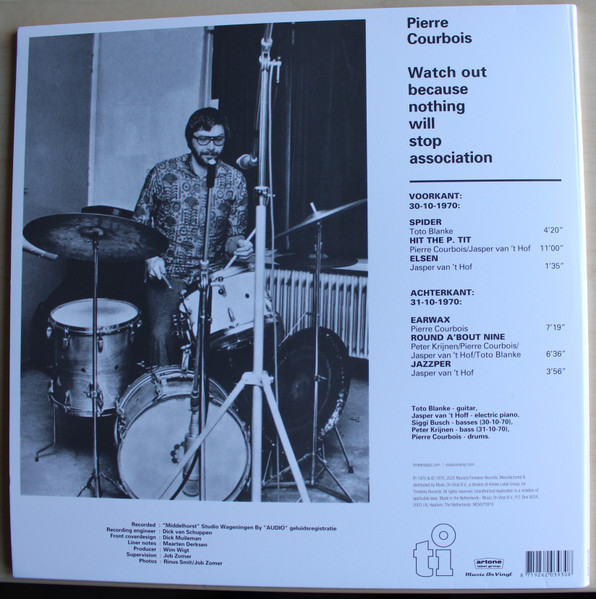 Pierre
Courbois
Watch out
because
nothing
will
stop
association
VOORKANT:
30-10-1970:
SPIDER
Toto Blanke 4'20"
HIT THE P. TIT
Pierre Courbois/Jasper van 't Hof 11'00"
ELSEN
Jasper van 't Hof 1'35"
ACHTERKANT:
31-10-1970:
EARWAX
Pierre Courbois 7'19"
ROUND A'BOUT NINE
Peter Krijnen/Pierre Courbois/
Jasper van 't Hof/Toto Blanke 6'36"
JAZZPER
Jasper van 't Hof 3'56"
Toto Blanke - guitar,
Jasper van 't Hoff - electric piano,
Siggi Busch - basses (30-10-70),
Peter Krijnen - bass (31-10-70),
Pierre Courbois - drums.
Recorded : "Middelhorst" Studio Wageningen By "AUDIO" geluidsregistratie
Recording engineer : Dick van Schuppen
Front coverdesign : Dick Muileman
Liner notes : Maarten Derksen
Producer : Wim Wigt
Supervision : Job Zomer
Photos : Rinus Smit/Job Zomer
ti
artone
label group
Music On Vinyl